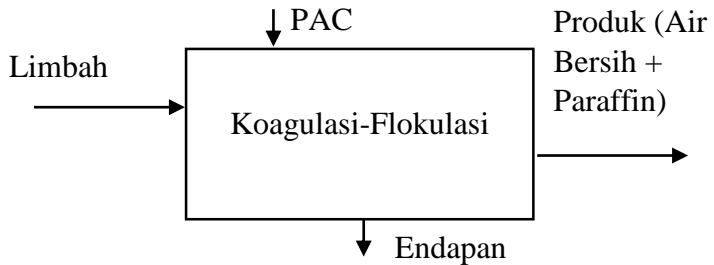 PAC
Produk (Air
Bersih +
Paraffin)
Limbah
Koagulasi-Flokulasi
Endapan